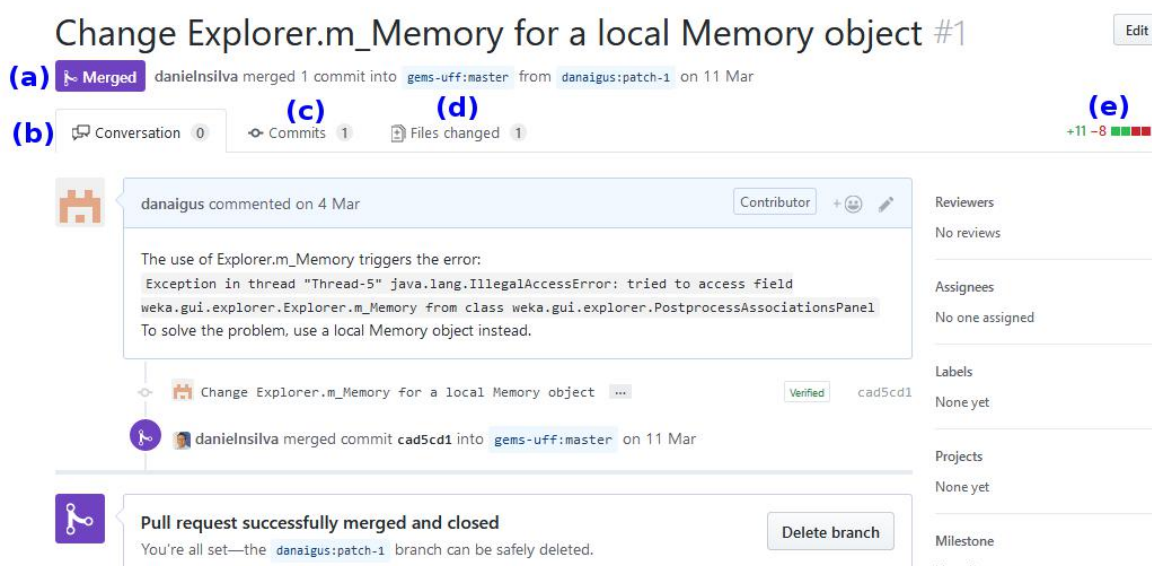 Change Explorer.m_Memory for a local Memory object #1
Edit
(a) Merged danielnsilva merged 1 commit into gems-uff:master from danaigus:patch-1 on 11 Mar
(c) (d) (e)
(b) Conversation 0 Commits 1 Files changed 1 +11 −8
danaigus commented on 4 Mar Contributor +
The use of Explorer.m_Memory triggers the error:
Exception in thread "Thread-5" java.lang.IllegalAccessError: tried to access field
weka.gui.explorer.Explorer.m_Memory from class weka.gui.explorer.PostprocessAssociationsPanel
To solve the problem, use a local Memory object instead.
Change Explorer.m_Memory for a local Memory object … Verified cad5cd1
danielnsilva merged commit cad5cd1 into gems-uff:master on 11 Mar
Pull request successfully merged and closed
You're all set—the danaigus:patch-1 branch can be safely deleted.
Delete branch
Reviewers
No reviews
Assignees
No one assigned
Labels
None yet
Projects
None yet
Milestone